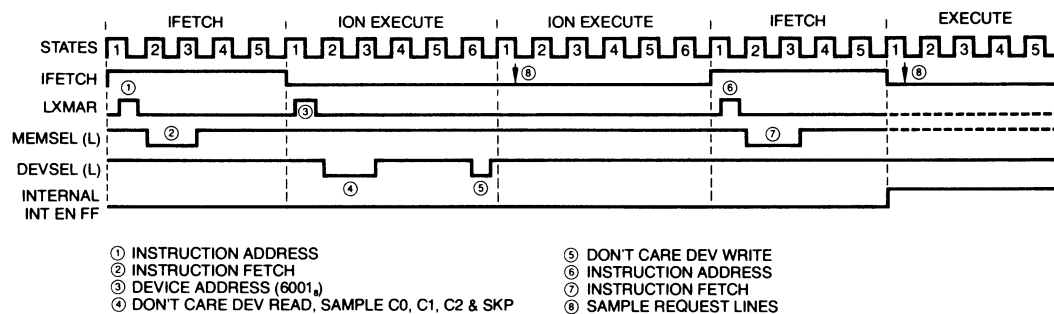 IFETCH ION EXECUTE ION EXECUTE IFETCH EXECUTE
STATES 1 2 3 4 5 1 2 3 4 5 6 1 2 3 4 5 6 1 2 3 4 5 1 2 3 4 5
IFETCH ⑧ ⑧
① ⑥
LXMAR ③
MEMSEL (L) ② ⑦
DEVSEL (L)
④ ⑤
INTERNAL
INT EN FF
① INSTRUCTION ADDRESS
② INSTRUCTION FETCH
③ DEVICE ADDRESS (6001₈)
④ DON'T CARE DEV READ, SAMPLE C0, C1, C2 & SKP
⑤ DON'T CARE DEV WRITE
⑥ INSTRUCTION ADDRESS
⑦ INSTRUCTION FETCH
⑧ SAMPLE REQUEST LINES